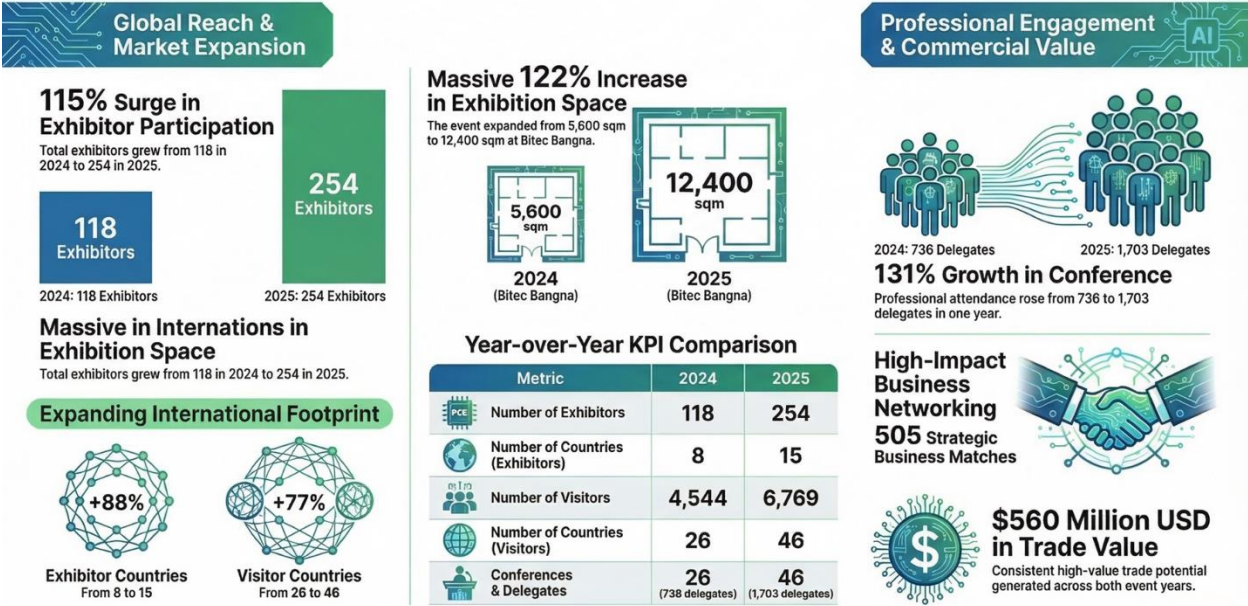 Global Reach &
Market Expansion
115% Surge in
Exhibitor Participation
Total exhibitors grew from 118 in
2024 to 254 in 2025.
118
Exhibitors
254
Exhibitors
2024: 118 Exhibitors
2025: 254 Exhibitors
Massive in Internations in
Exhibition Space
Total exhibitors grew from 118 in 2024 to 254 in 2025.
Expanding International Footprint
+88%
Exhibitor Countries
From 8 to 15
+77%
Visitor Countries
From 26 to 46
Massive 122% Increase
in Exhibition Space
The event expanded from 5,600 sqm
to 12,400 sqm at Bitec Bangna.
5,600
sqm
2024
(Bitec Bangna)
12,400
sqm
2025
(Bitec Bangna)
Year-over-Year KPI Comparison
Metric 2024 2025
PCE Number of Exhibitors 118 254
Number of Countries
(Exhibitors) 8 15
Number of Visitors 4,544 6,769
Number of Countries
(Visitors) 26 46
Conferences
& Delegates 26 46
(738 delegates) (1,703 delegates)
Professional Engagement
& Commercial Value
AI
2024: 736 Delegates
2025: 1,703 Delegates
131% Growth in Conference
Professional attendance rose from 736 to 1,703
delegates in one year.
High-Impact
Business
Networking
505 Strategic
Business Matches
$
$560 Million USD
in Trade Value
Consistent high-value trade potential
generated across both event years.